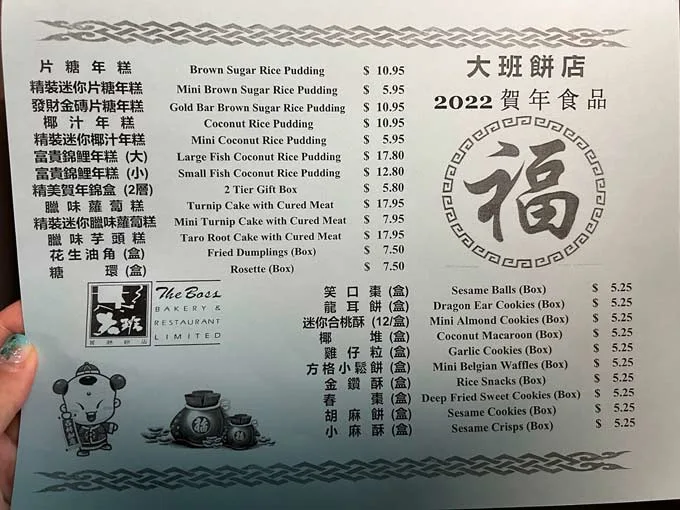 片糖年糕 Brown Sugar Rice Pudding $ 10.95
精裝迷你片糖年糕 Mini Brown Sugar Rice Pudding $ 5.95
發財金磚片糖年糕 Gold Bar Brown Sugar Rice Pudding $ 10.95
椰汁年糕 Coconut Rice Pudding $ 10.95
精裝迷你椰汁年糕 Mini Coconut Rice Pudding $ 5.95
富貴錦鯉年糕 (大) Large Fish Coconut Rice Pudding $ 17.80
富貴錦鯉年糕 (小) Small Fish Coconut Rice Pudding $ 12.80
精美賀年錦盒 (2層) 2 Tier Gift Box $ 5.80
臘味蘿蔔糕 Turnip Cake with Cured Meat $ 17.95
精裝迷你臘味蘿蔔糕 Mini Turnip Cake with Cured Meat $ 7.95
臘味芋頭糕 Taro Root Cake with Cured Meat $ 17.95
花生油角 (盒) Fried Dumplings (Box) $ 7.50
糖環 (盒) Rosette (Box) $ 7.50
大班餅店
2022 賀年食品
福
大班
The Boss
BAKERY &
RESTAURANT
LIMITED
笑口棗 (盒) Sesame Balls (Box) $ 5.25
龍耳餅 (盒) Dragon Ear Cookies (Box) $ 5.25
迷你合桃酥 (12/盒) Mini Almond Cookies (Box) $ 5.25
椰堆 (盒) Coconut Macaroon (Box) $ 5.25
雞仔粒 (盒) Garlic Cookies (Box) $ 5.25
方格小鬆餅 (盒) Mini Belgian Waffles (Box) $ 5.25
金鑽酥 (盒) Rice Snacks (Box) $ 5.25
春棗 (盒) Deep Fried Sweet Cookies (Box) $ 5.25
胡麻餅 (盒) Sesame Cookies (Box) $ 5.25
小麻酥 (盒) Sesame Crisps (Box) $ 5.25
福
福